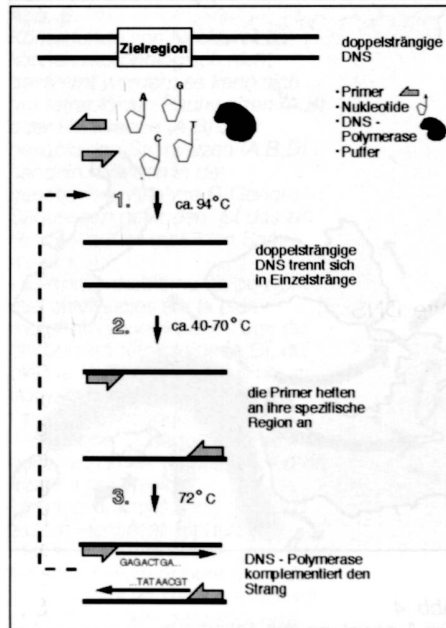 Zielregion
doppelsträngige
DNS
· Primer
· Nukleotide
· DNS -
Polymerase
· Puffer
A
G
C
T
1.
ca. 94°C
doppelsträngige
DNS trennt sich
in Einzelstränge
2.
ca.40-70°C
die Primer heften
an ihre spezifische
Region an
3.
72°C
GAGACTGA...
...TATAACGT
DNS - Polymerase
komplementiert den
Strang